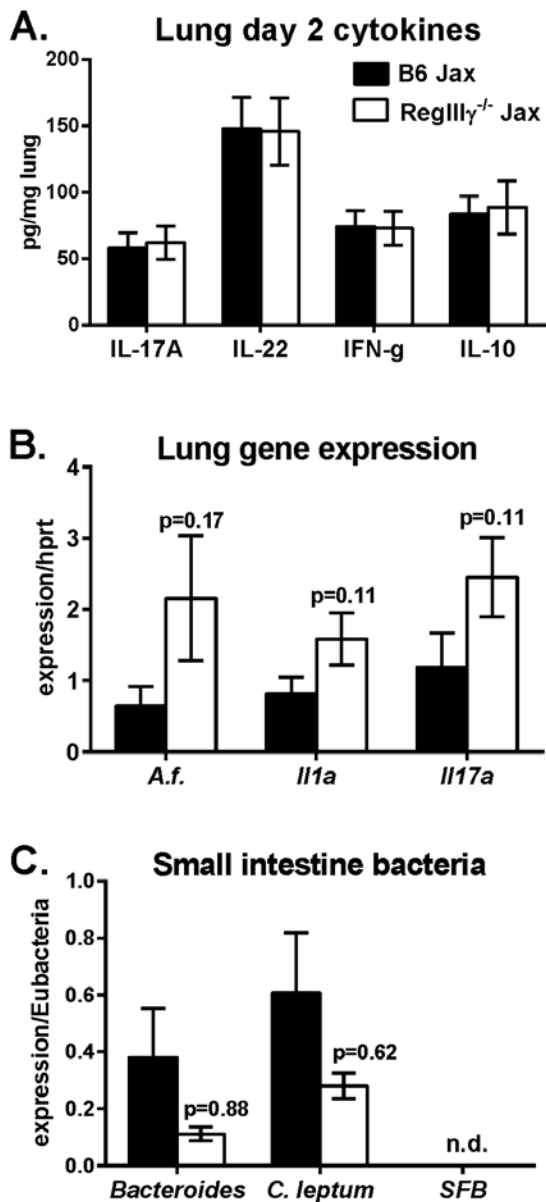 A. Lung day 2 cytokines
B6 Jax
RegIIIγ-/- Jax
pg/mg lung
200
150
100
50
0
IL-17A IL-22 IFN-g IL-10
B. Lung gene expression
expression/hprt
4
3
2
1
0
p=0.17
p=0.11
p=0.11
A.f. Il1a Il17a
C. Small intestine bacteria
expression/Eubacteria
1.0
0.8
0.6
0.4
0.2
0.0
p=0.88
p=0.62
n.d.
Bacteroides C. leptum SFB